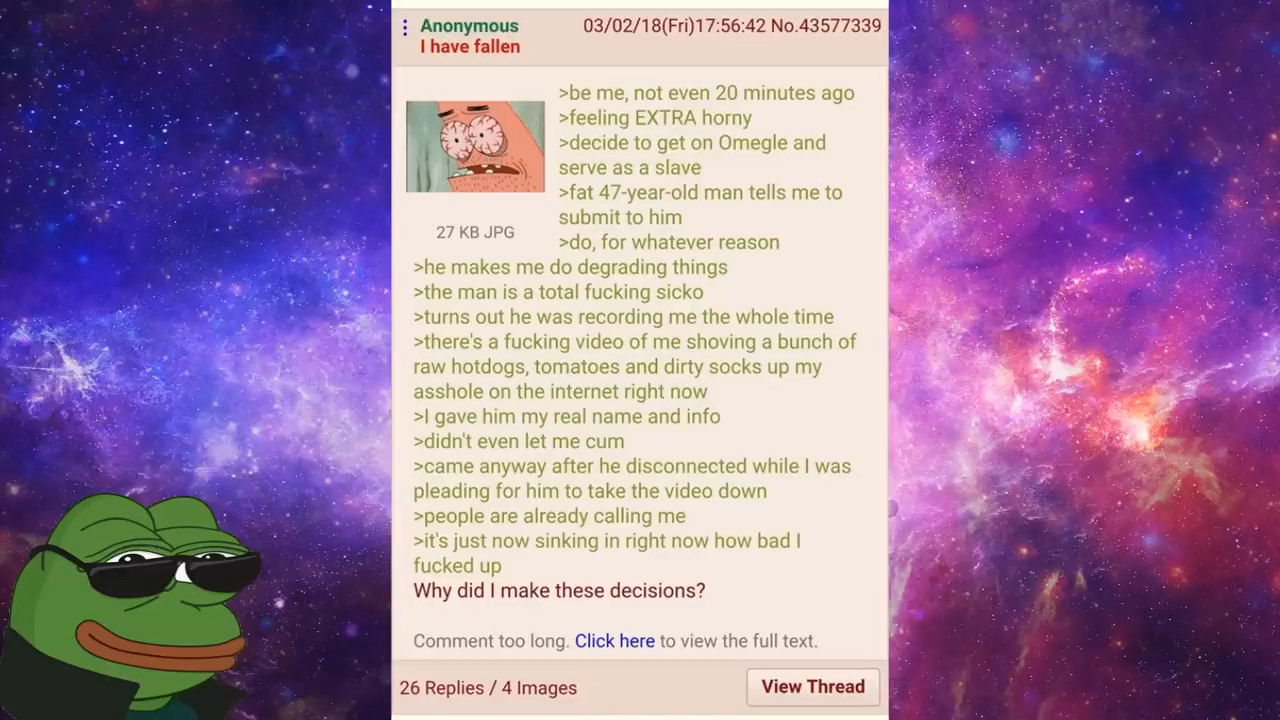 Anonymous 03/02/18(Fri)17:56:42 No.43577339
I have fallen
>be me, not even 20 minutes ago
>feeling EXTRA horny
>decide to get on Omegle and
serve as a slave
>fat 47-year-old man tells me to
submit to him
>do, for whatever reason
27 KB JPG
>he makes me do degrading things
>the man is a total fucking sicko
>turns out he was recording me the whole time
>there's a fucking video of me shoving a bunch of
raw hotdogs, tomatoes and dirty socks up my
asshole on the internet right now
>I gave him my real name and info
>didn't even let me cum
>came anyway after he disconnected while I was
pleading for him to take the video down
>people are already calling me
>it's just now sinking in right now how bad I
fucked up
Why did I make these decisions?
Comment too long. Click here to view the full text.
26 Replies / 4 Images
View Thread